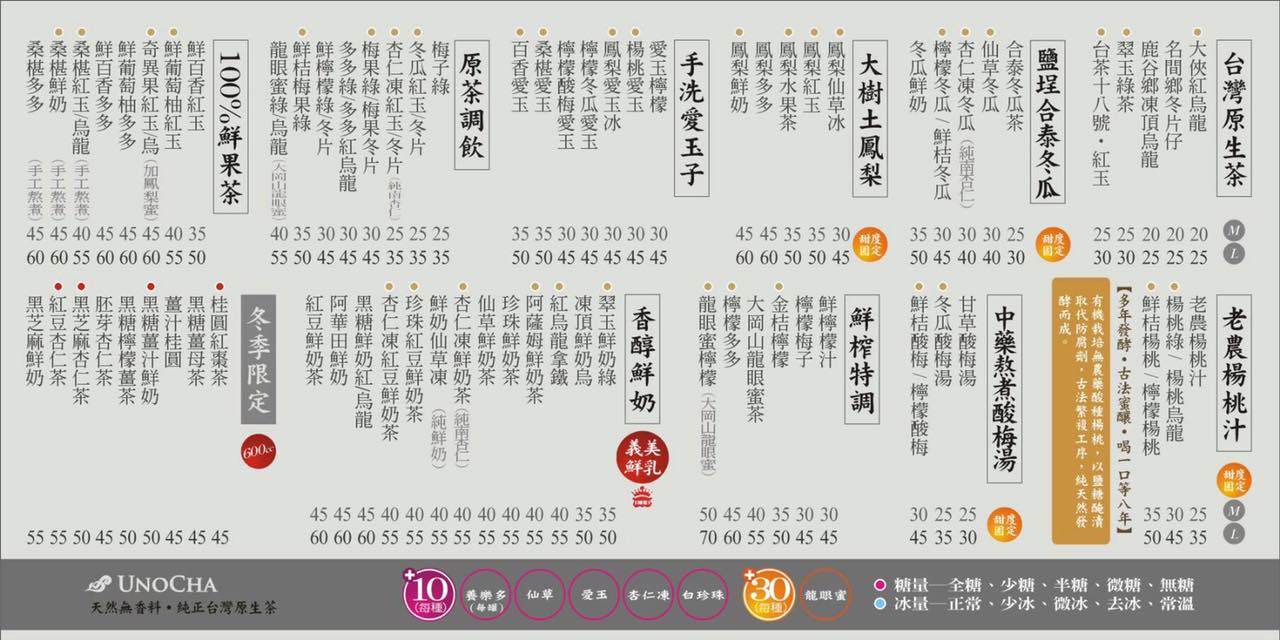 台灣原生茶 M L
大俠紅烏龍 20 25
名間鄉冬片仔 20 25
鹿谷鄉凍頂烏龍 20 25
翠玉綠茶 25 30
台茶十八號・紅玉 25 30
鹽埕合泰冬瓜 甜度固定
合泰冬瓜茶 25 30
仙草冬瓜 30 40
杏仁凍冬瓜(純南杏仁) 30 40
檸檬冬瓜/鮮桔冬瓜 30 45
冬瓜鮮奶 35 50
大樹土鳳梨 甜度固定
鳳梨仙草冰 30 45
鳳梨紅玉 35 50
鳳梨水果茶 35 50
鳳梨多多 45 60
鳳梨鮮奶 45 60
手洗愛玉子
愛玉檸檬 30 45
楊桃愛玉 30 45
鳳梨愛玉冰 30 45
檸檬冬瓜愛玉 30 45
檸檬酸梅愛玉 30 45
桑椹愛玉 35 50
百香愛玉 35 50
原茶調飲
梅子綠 25 35
冬瓜紅玉/冬片 25 35
杏仁凍紅玉/冬片(純南杏仁) 25 35
梅果綠/梅果冬片 30 45
多多綠/多多紅烏龍 30 45
鮮檸檬綠/冬片 30 45
鮮桔梅果綠 35 50
龍眼蜜綠/烏龍(大岡山龍眼蜜) 40 55
100%鮮果茶
鮮百香紅玉 35 50
鮮葡萄柚紅玉 40 55
奇異果紅玉/烏(加鳳梨蜜) 45 60
鮮葡萄柚多多 45 60
鮮百香多多 45 60
桑椹紅玉/烏龍(手工熬煮) 40 55
桑椹鮮奶(手工熬煮) 45 60
桑椹多多(手工熬煮) 45 60
老農楊桃汁 甜度固定 M L
老農楊桃汁 25 35
楊桃綠/楊桃烏龍 30 45
鮮桔楊桃/檸檬楊桃 35 50
【多年發酵・古法蜜釀・喝一口等八年】
有機栽培無農藥酸種楊桃,以鹽糖醃漬
取代防腐劑,古法繁複工序,純天然發
酵而成。
中藥熬煮酸梅湯 甜度固定
甘草酸梅湯 25 30
冬瓜酸梅湯 25 35
鮮桔酸梅/檸檬酸梅 30 45
鮮榨特調
鮮檸檬汁 30 45
檸檬梅子 30 45
金桔檸檬 35 50
大岡山龍眼蜜茶 40 55
檸檬多多 45 60
龍眼蜜檸檬(大岡山龍眼蜜) 50 70
香醇鮮奶 義美鮮乳
翠玉鮮奶綠 35 50
凍頂鮮奶烏 35 50
紅烏龍拿鐵 40 55
阿薩姆鮮奶茶 40 55
珍珠鮮奶茶 40 55
仙草鮮奶茶 40 55
杏仁凍鮮奶茶(純南杏仁) 40 55
鮮奶仙草凍(純鮮奶) 40 55
珍珠紅豆鮮奶茶 40 55
杏仁凍紅豆鮮奶茶 40 55
黑糖鮮奶紅玉/烏龍 45 60
阿華田鮮奶 45 60
紅豆鮮奶茶 45 60
冬季限定 600cc
桂圓紅棗茶 45
黑糖薑母茶 45
薑汁桂圓 45
黑糖薑汁鮮奶 50
黑糖檸檬薑茶 50
胚芽杏仁茶 50
黑芝麻杏仁茶 50
紅豆杏仁茶 55
黑芝麻鮮奶 55
UNOCHA
天然無香料・純正台灣原生茶
+10(每種) 養樂多(每罐) 仙草 愛玉 杏仁凍 白珍珠
+30(每種) 龍眼蜜
糖量—全糖、少糖、半糖、微糖、無糖
冰量—正常、少冰、微冰、去冰、常溫